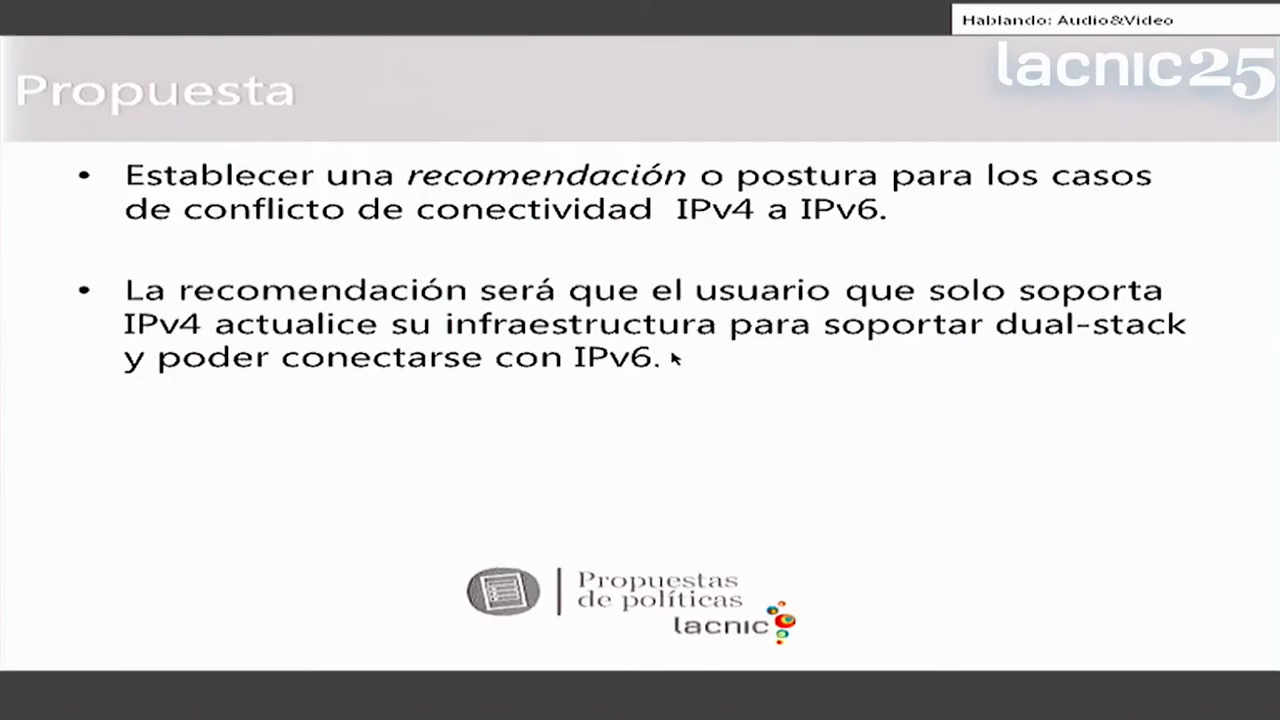 Hablando: Audio&Video
Propuesta
lacnic25
• Establecer una recomendación o postura para los casos
de conflicto de conectividad IPv4 a IPv6.
• La recomendación será que el usuario que solo soporta
IPv4 actualice su infraestructura para soportar dual-stack
y poder conectarse con IPv6.
Propuestas
de políticas
lacnic